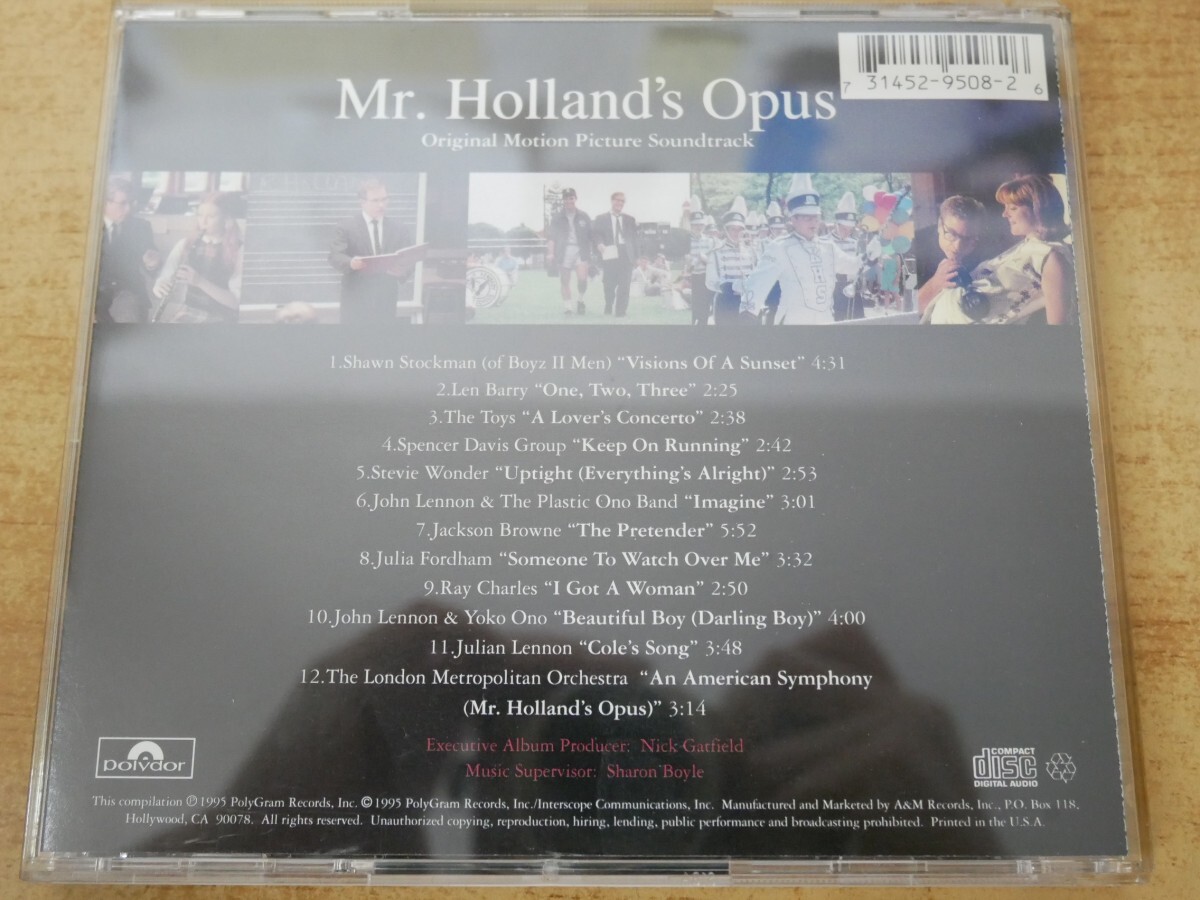 Mr. Holland's Opus
7 31452-9508-2 6
Original Motion Picture Soundtrack
1.Shawn Stockman (of Boyz II Men) “Visions Of A Sunset” 4:31
2.Len Barry “One, Two, Three” 2:25
3.The Toys “A Lover's Concerto” 2:38
4.Spencer Davis Group “Keep On Running” 2:42
5.Stevie Wonder “Uptight (Everything's Alright)” 2:53
6.John Lennon & The Plastic Ono Band “Imagine” 3:01
7.Jackson Browne “The Pretender” 5:52
8.Julia Fordham “Someone To Watch Over Me” 3:32
9.Ray Charles “I Got A Woman” 2:50
10.John Lennon & Yoko Ono “Beautiful Boy (Darling Boy)” 4:00
11.Julian Lennon “Cole's Song” 3:48
12.The London Metropolitan Orchestra “An American Symphony
(Mr. Holland's Opus)” 3:14
Executive Album Producer: Nick Gatfield
Music Supervisor: Sharon Boyle
polydor
COMPACT
disc
DIGITAL AUDIO
This compilation ℗ 1995 PolyGram Records, Inc. © 1995 PolyGram Records, Inc./Interscope Communications, Inc. Manufactured and Marketed by A&M Records, Inc., P.O. Box 118,
Hollywood, CA 90078. All rights reserved. Unauthorized copying, reproduction, hiring, lending, public performance and broadcasting prohibited. Printed in the U.S.A.